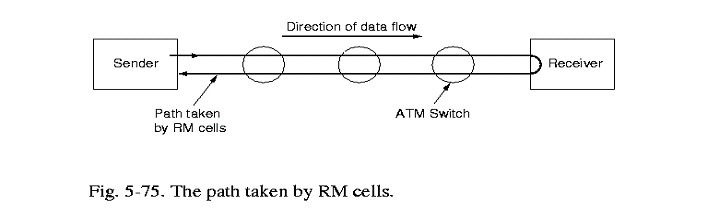 Direction of data flow
Sender
Receiver
Path taken
by RM cells
ATM Switch
Fig. 5-75. The path taken by RM cells.